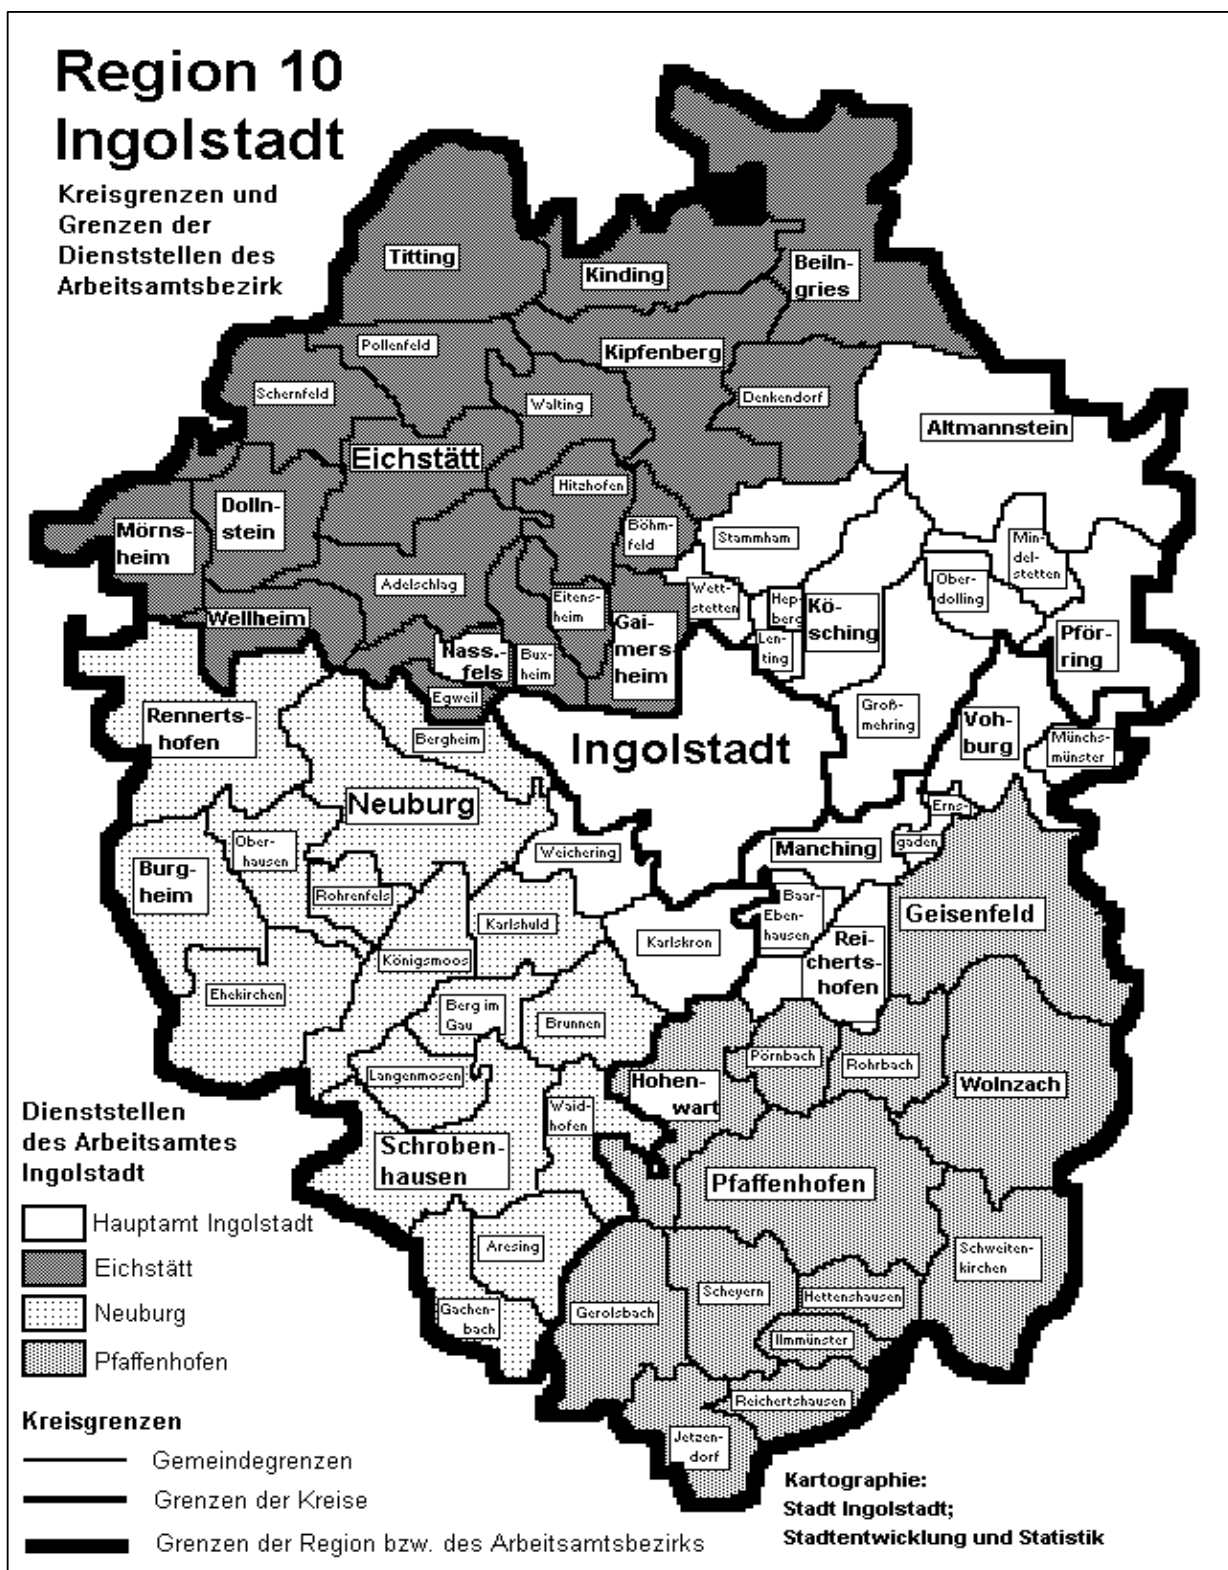 Region 10
Ingolstadt
Kreisgrenzen und
Grenzen der
Dienststellen des
Arbeitsamtsbezirk
Titting
Kinding
Beiln-
gries
Pollenfeld
Kipfenberg
Schernfeld
Walting
Denkendorf
Altmannstein
Eichstätt
Hitzhofen
Dolln-
stein
Mörns-
heim
Böhm-
feld
Stammham
Min-
del-
stetten
Adelschlag
Eitens-
heim
Wett-
stetten
Hep-
berg
Kö-
sching
Ober-
dolling
Wellheim
Gai-
mers-
heim
Len-
ting
Pför-
ring
Nass.-
fels
Bux-
heim
Egweil
Rennerts-
hofen
Bergheim
Ingolstadt
Groß-
mehring
Voh-
burg
Münchs-
münster
Neuburg
Erns-
gaden
Ober-
hausen
Weichering
Manching
Burg-
heim
Rohrenfels
Karlshuld
Karlskron
Baar-
Eben-
hausen
Geisenfeld
Rei-
cherts-
hofen
Königsmoos
Ehekirchen
Berg im
Gau
Brunnen
Pörnbach
Rohrbach
Langenmosen
Hohen-
wart
Wolnzach
Waid-
hofen
Schroben-
hausen
Pfaffenhofen
Aresing
Schweiten-
kirchen
Gachen-
bach
Gerolsbach
Scheyern
Hettenshausen
Ilmmünster
Reichertshausen
Jetzen-
dorf
Dienststellen
des Arbeitsamtes
Ingolstadt
Hauptamt Ingolstadt
Eichstätt
Neuburg
Pfaffenhofen
Kreisgrenzen
Gemeindegrenzen
Grenzen der Kreise
Grenzen der Region bzw. des Arbeitsamtsbezirks
Kartographie:
Stadt Ingolstadt;
Stadtentwicklung und Statistik